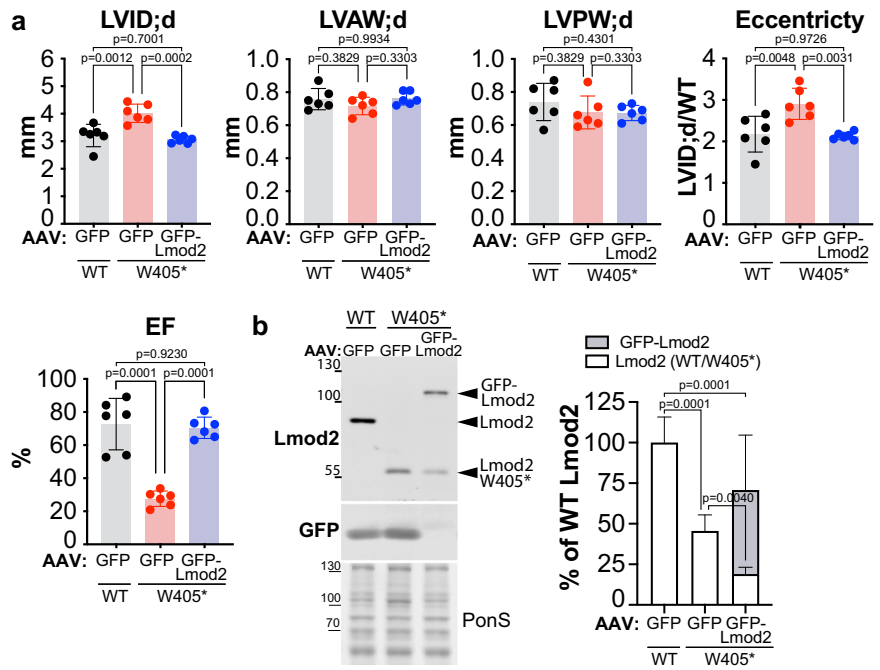 a
LVID;d
p=0.7001
p=0.0012
p=0.0002
6
5
4
3
2
1
0
mm
AAV:
GFP
GFP
GFP-
Lmod2
WT
W405*
LVAW;d
p=0.9934
p=0.3829
p=0.3303
1.0
0.8
0.6
0.4
0.2
0.0
mm
GFP
GFP
GFP-
Lmod2
WT
W405*
LVPW;d
p=0.4301
p=0.3829
p=0.3303
1.0
0.8
0.6
0.4
0.2
0.0
mm
GFP
GFP
GFP-
Lmod2
WT
W405*
Eccentricty
p=0.9726
p=0.0048
p=0.0031
4
3
2
1
0
LVID;d/WT
AAV:
GFP
GFP
GFP-
Lmod2
WT
W405*
EF
p=0.9230
p=0.0001
p=0.0001
100
80
60
40
20
0
%
AAV:
GFP
GFP
GFP-
Lmod2
WT
W405*
b
WT
W405*
AAV:
GFP
GFP
GFP-
Lmod2
130
100
55
Lmod2
GFP-
Lmod2
Lmod2
Lmod2
W405*
GFP
130
100
70
PonS
GFP-Lmod2
Lmod2 (WT/W405*)
p=0.0001
p=0.0001
p=0.0040
125
100
75
50
25
0
% of WT Lmod2
AAV:
GFP
GFP
GFP-
Lmod2
WT
W405*